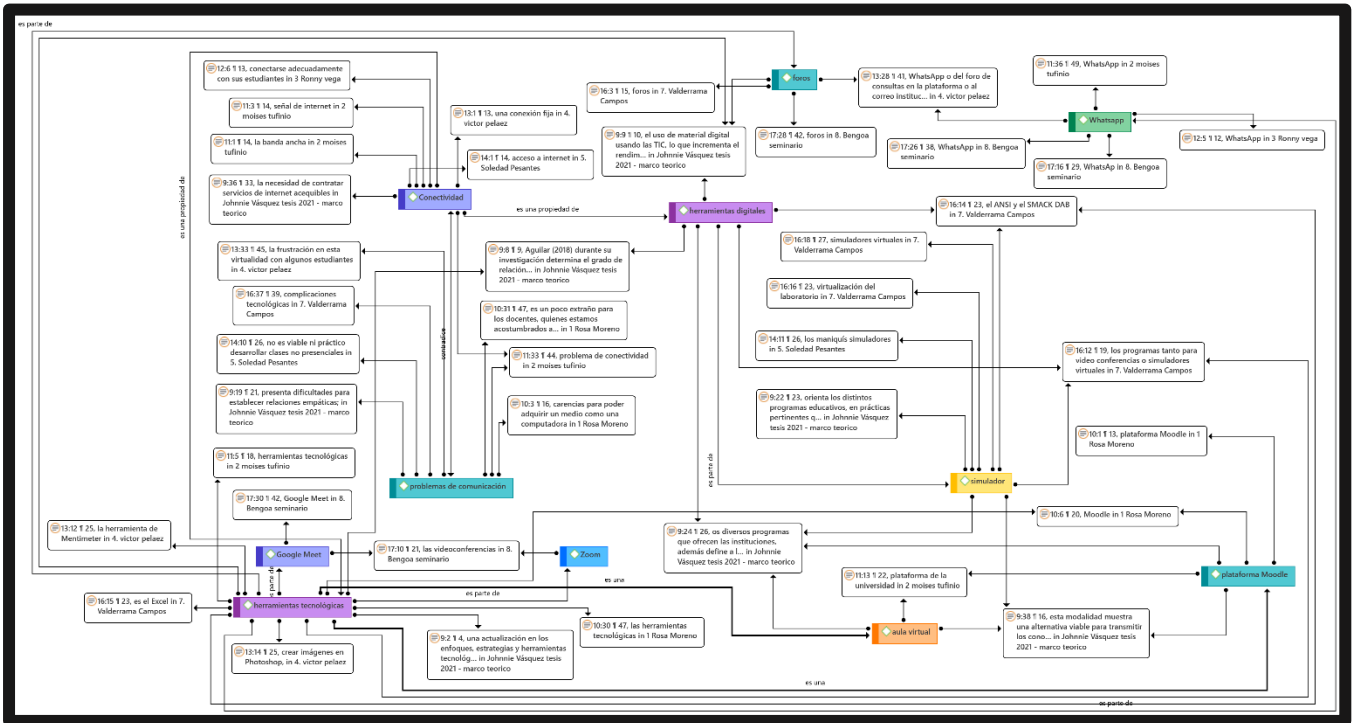 es parte de
12:6 ¶ 13, conectarse adecuadamente
con sus estudiantes in 3 Ronny vega
11:3 ¶ 14, señal de internet in 2
moises tufinio
11:1 ¶ 14, la banda ancha in 2 moises
tufinio
9:36 ¶ 33, la necesidad de contratar
servicios de internet acequibles in
Johnnie Vásquez tesis 2021 - marco
teorico
13:1 ¶ 13, una conexión fija in 4.
victor pelaez
14:1 ¶ 14, acceso a internet in 5.
Soledad Pesantes
Conectividad
es una propiedad de
es una propiedad de
foros
16:3 ¶ 15, foros in 7. Valderrama
Campos
13:28 ¶ 41, WhatsApp o del foro de
consultas en la plataforma o al
correo instituc... in 4. victor pelaez
17:28 ¶ 42, foros in 8. Bengoa
seminario
9:9 ¶ 10, el uso de material digital
usando las TIC, lo que incrementa el
rendim... in Johnnie Vásquez tesis
2021 - marco teorico
11:36 ¶ 49, WhatsApp in 2 moises
tufinio
Whatsapp
12:5 ¶ 12, WhatsApp in 3 Ronny vega
17:26 ¶ 38, WhatsApp in 8. Bengoa
seminario
17:16 ¶ 29, WhatsAp in 8. Bengoa
seminario
herramientas digitales
16:14 ¶ 23, el ANSI y el SMACK DAB
in 7. Valderrama Campos
16:18 ¶ 27, simuladores virtuales in 7.
Valderrama Campos
16:16 ¶ 23, virtualización del
laboratorio in 7. Valderrama Campos
14:11 ¶ 26, los maniquís simuladores
in 5. Soledad Pesantes
9:22 ¶ 23, orienta los distintos
programas educativos, en prácticas
pertinentes q... in Johnnie Vásquez
tesis 2021 - marco teorico
13:33 ¶ 45, la frustración en esta
virtualidad con algunos estudiantes
in 4. victor pelaez
16:37 ¶ 39, complicaciones
tecnológicas in 7. Valderrama
Campos
14:10 ¶ 26, no es viable ni práctico
desarrollar clases no presenciales in
5. Soledad Pesantes
9:19 ¶ 21, presenta dificultades para
establecer relaciones empáticas; in
Johnnie Vásquez tesis 2021 - marco
teorico
9:8 ¶ 9, Aguilar (2018) durante su
investigación determina el grado de
relación... in Johnnie Vásquez tesis
2021 - marco teorico
10:31 ¶ 47, es un poco extraño para
los docentes, quienes estamos
acostumbrados a... in 1 Rosa Moreno
11:33 ¶ 44, problema de conectividad
in 2 moises tufinio
10:3 ¶ 16, carencias para poder
adquirir un medio como una
computadora in 1 Rosa Moreno
contradice
problemas de comunicación
es parte de
16:12 ¶ 19, los programas tanto para
video conferencias o simuladores
virtuales in 7. Valderrama Campos
10:1 ¶ 13, plataforma Moodle in 1
Rosa Moreno
simulador
10:6 ¶ 20, Moodle in 1 Rosa Moreno
11:5 ¶ 18, herramientas tecnológicas
in 2 moises tufinio
17:30 ¶ 42, Google Meet in 8.
Bengoa seminario
13:12 ¶ 25, la herramienta de
Mentimeter in 4. victor pelaez
Google Meet
17:10 ¶ 21, las videoconferencias in 8.
Bengoa seminario
Zoom
9:24 ¶ 26, os diversos programas
que ofrecen las instituciones,
además define a l... in Johnnie
Vásquez tesis 2021 - marco
teorico
11:13 ¶ 22, plataforma de la
universidad in 2 moises tufinio
plataforma Moodle
es parte de
es una
es parte de
16:15 ¶ 23, es el Excel in 7.
Valderrama Campos
herramientas tecnológicas
13:14 ¶ 25, crear imágenes en
Photoshop, in 4. victor pelaez
9:2 ¶ 4, una actualización en los
enfoques, estrategias y herramientas
tecnológ... in Johnnie Vásquez tesis
2021 - marco teorico
10:30 ¶ 47, las herramientas
tecnológicas in 1 Rosa Moreno
aula virtual
9:38 ¶ 16, esta modalidad muestra
una alternativa viable para transmitir
los cono... in Johnnie Vásquez tesis
2021 - marco teorico
es una
es parte de